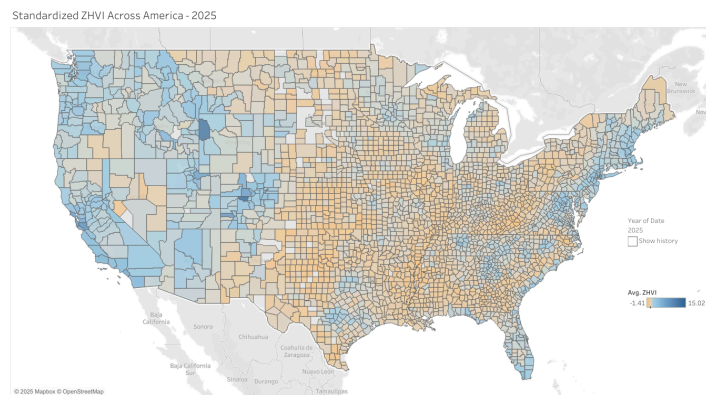 Standardized ZHVI Across America - 2025
New
Brunswick
Year of Date
2025
Show history
Avg. ZHVI
-1.41
15.02
Baja
California
Sonora
Chihuahua
Coahuila de
Zaragoza
Baja California
Sur
Sinaloa
Durango
Nuevo León
Tamaulipas
© 2025 Mapbox © OpenStreetMap